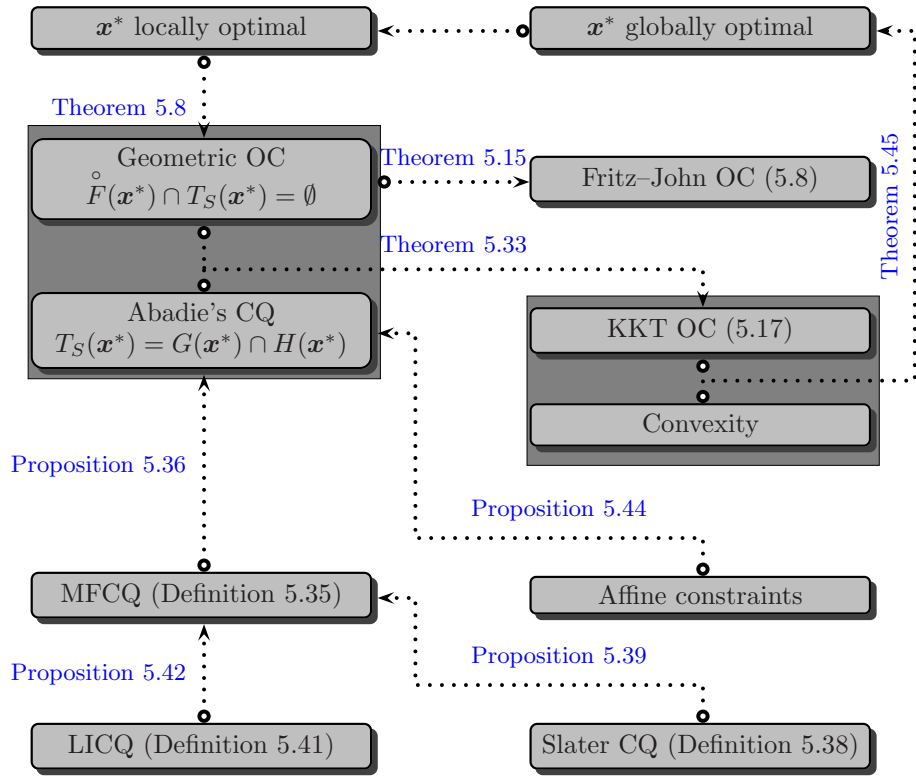 x* locally optimal
x* globally optimal
Theorem 5.8
Geometric OC
F̊(x*) ∩ T_S(x*) = ∅
Theorem 5.15
Fritz–John OC (5.8)
Theorem 5.45
Theorem 5.33
Abadie's CQ
T_S(x*) = G(x*) ∩ H(x*)
KKT OC (5.17)
Convexity
Proposition 5.36
Proposition 5.44
MFCQ (Definition 5.35)
Affine constraints
Proposition 5.42
Proposition 5.39
LICQ (Definition 5.41)
Slater CQ (Definition 5.38)